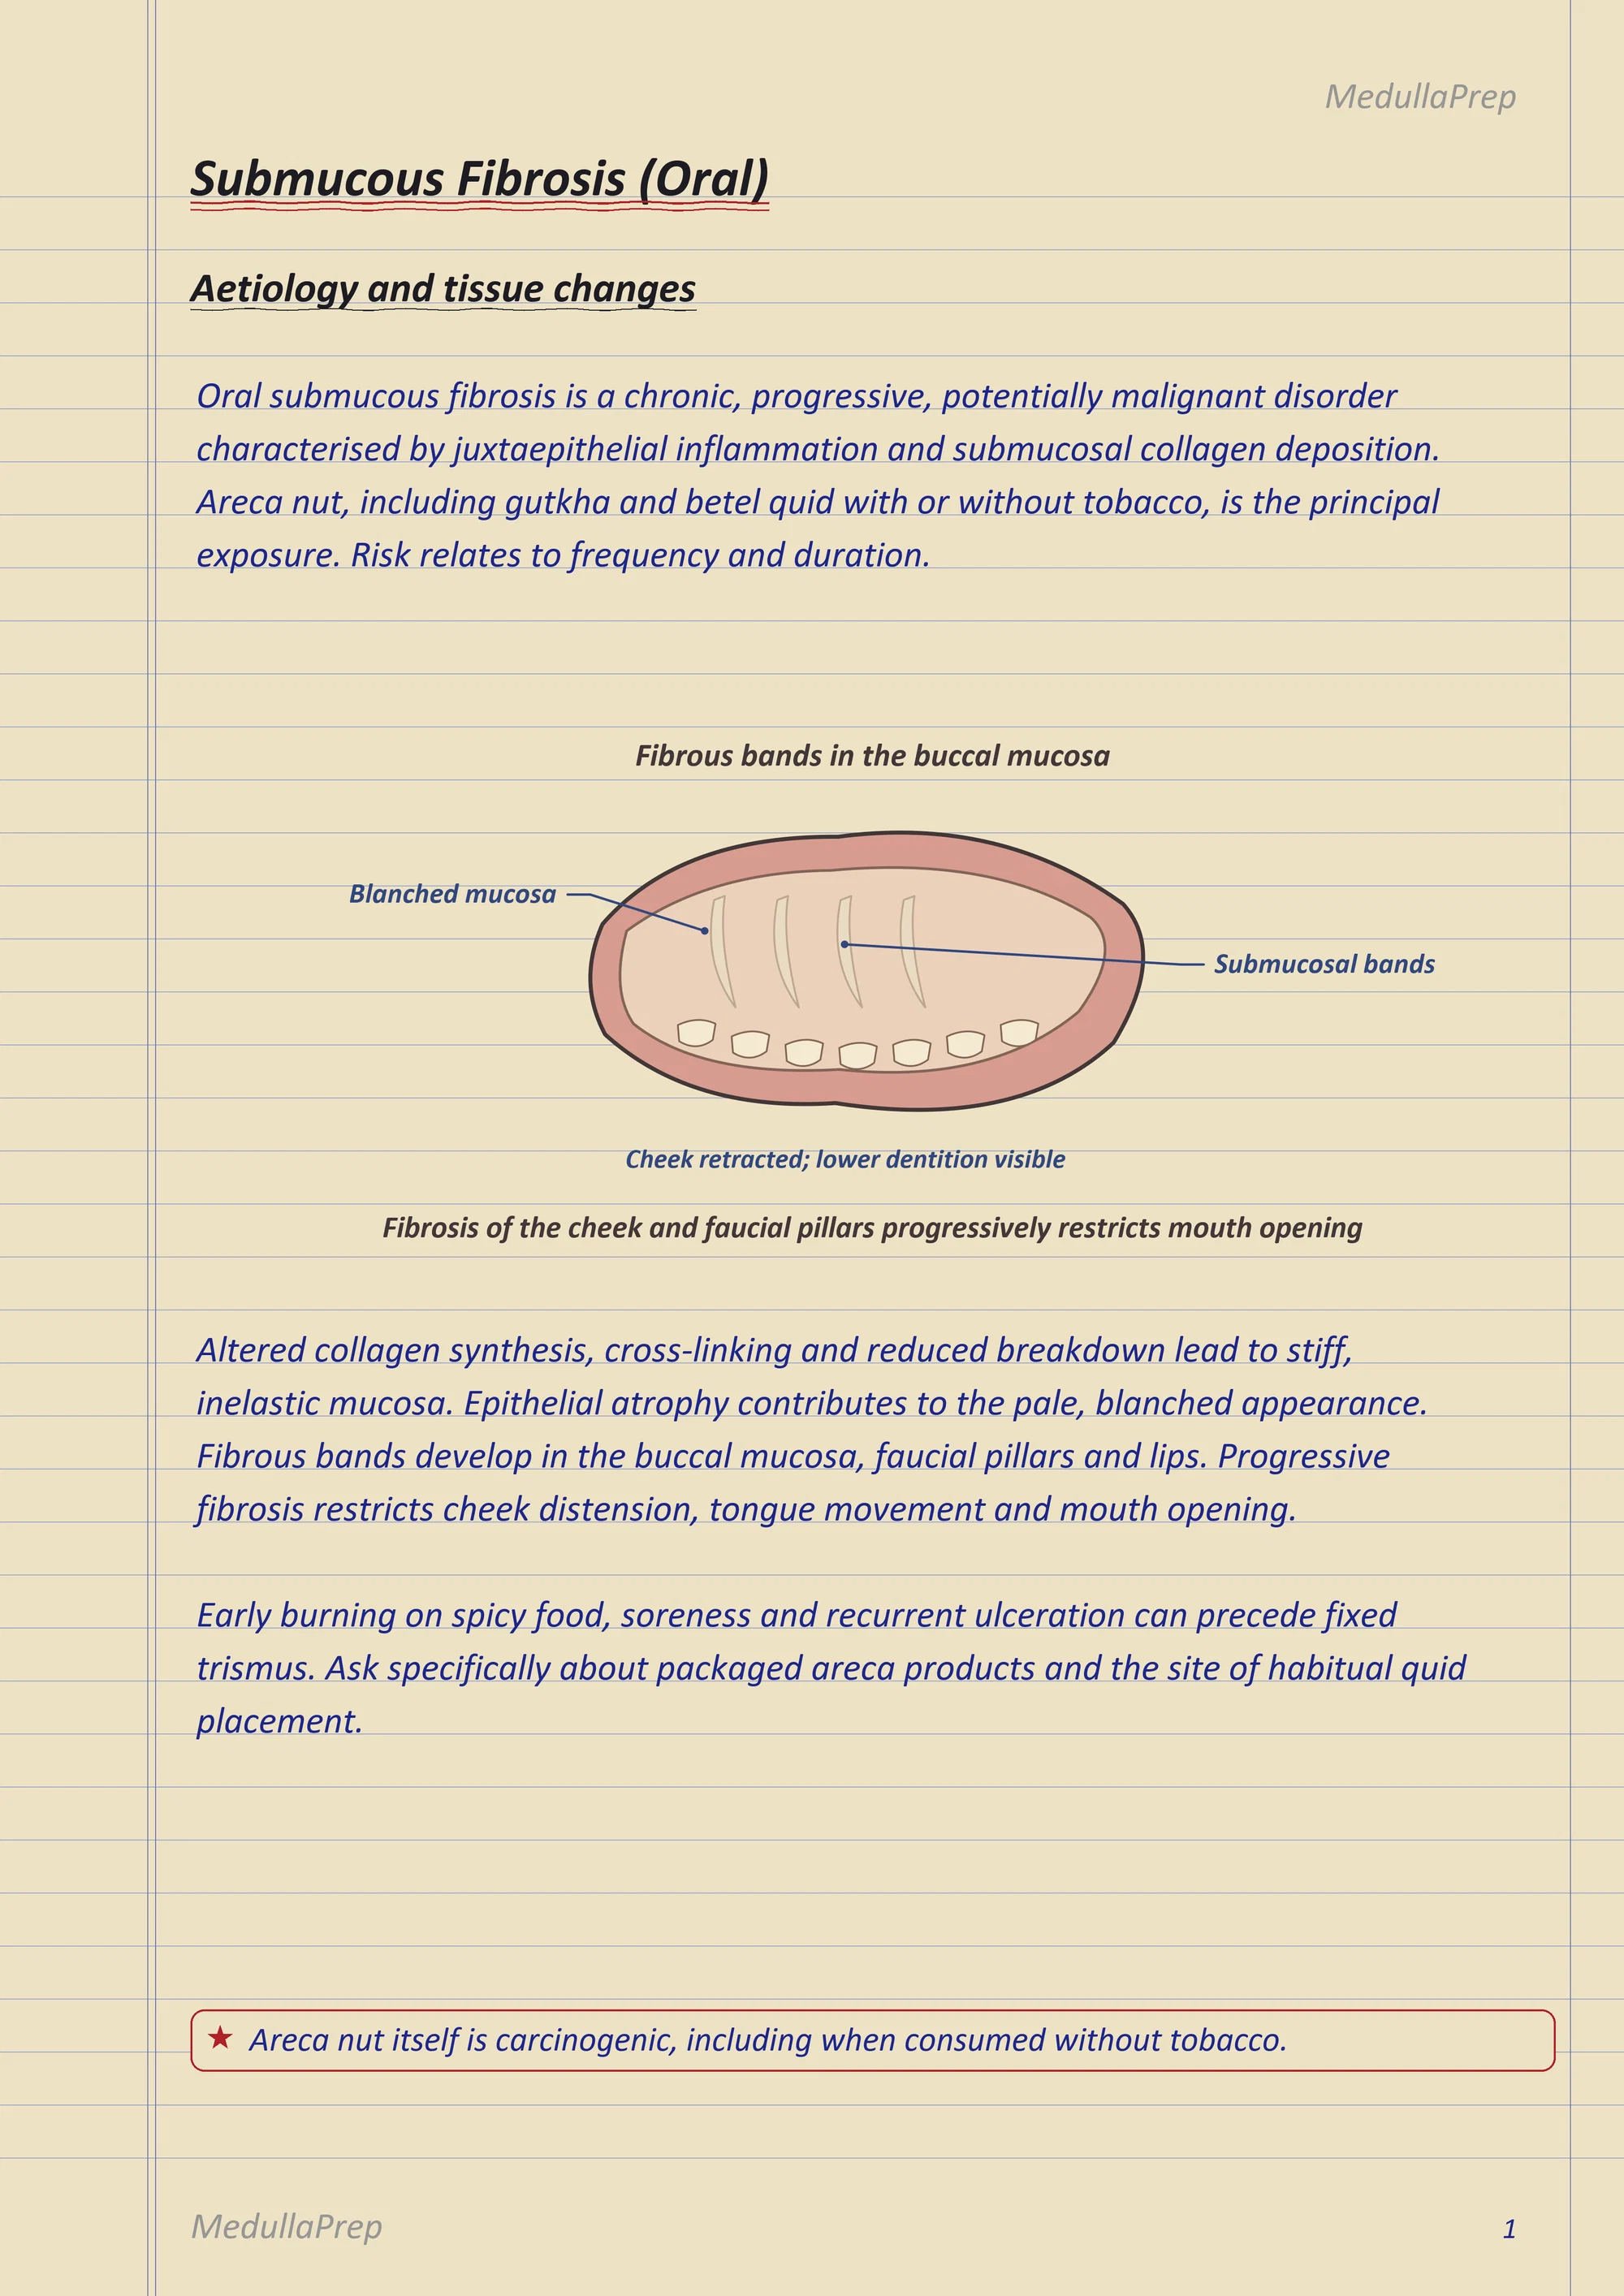 MedullaPrep
Submucous Fibrosis (Oral)
Aetiology and tissue changes
Oral submucous fibrosis is a chronic, progressive, potentially malignant disorder
characterised by juxtaepithelial inflammation and submucosal collagen deposition.
Areca nut, including gutkha and betel quid with or without tobacco, is the principal
exposure. Risk relates to frequency and duration.
Fibrous bands in the buccal mucosa
Blanched mucosa
Submucosal bands
Cheek retracted; lower dentition visible
Fibrosis of the cheek and faucial pillars progressively restricts mouth opening
Altered collagen synthesis, cross-linking and reduced breakdown lead to stiff,
inelastic mucosa. Epithelial atrophy contributes to the pale, blanched appearance.
Fibrous bands develop in the buccal mucosa, faucial pillars and lips. Progressive
fibrosis restricts cheek distension, tongue movement and mouth opening.
Early burning on spicy food, soreness and recurrent ulceration can precede fixed
trismus. Ask specifically about packaged areca products and the site of habitual quid
placement.
★ Areca nut itself is carcinogenic, including when consumed without tobacco.
MedullaPrep
1